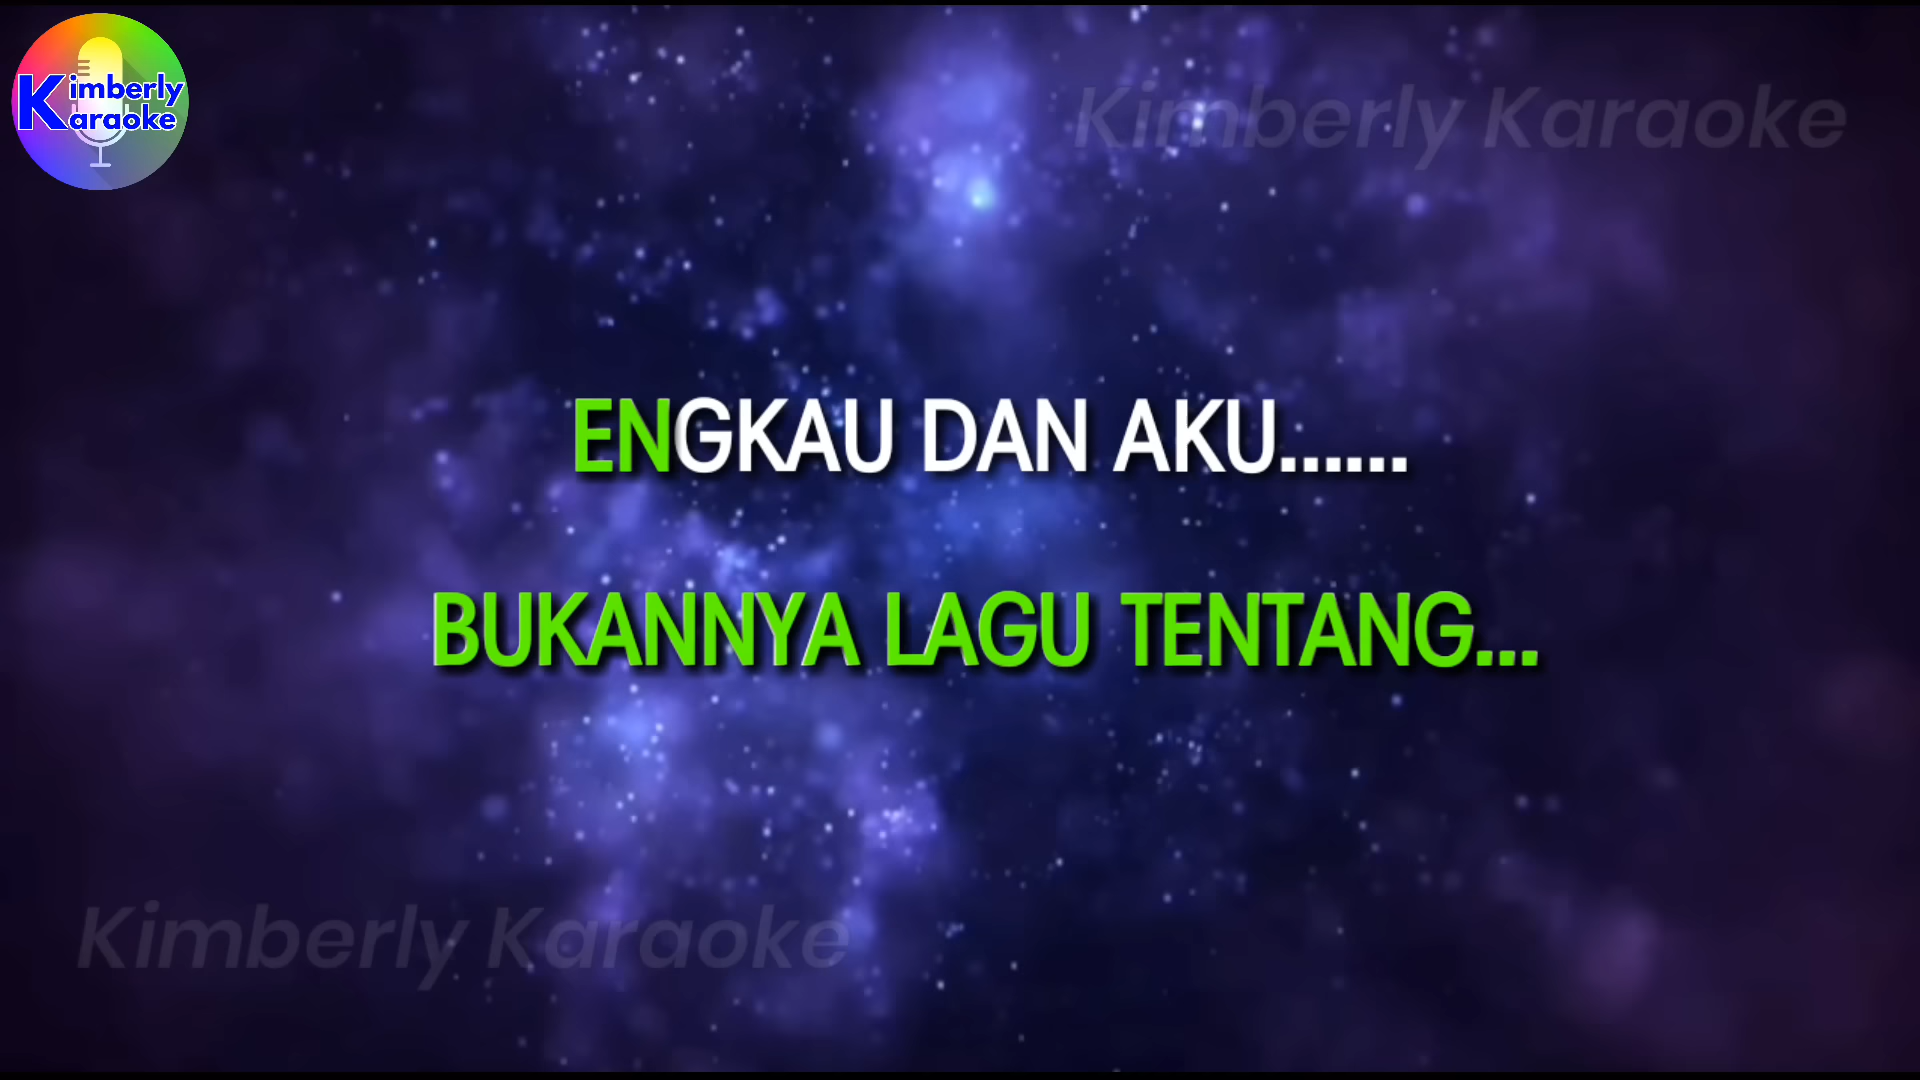 Kimberly
Karaoke
Kimberly Karaoke
ENGKAU DAN AKU......
BUKANNYA LAGU TENTANG...
Kimberly Karaoke